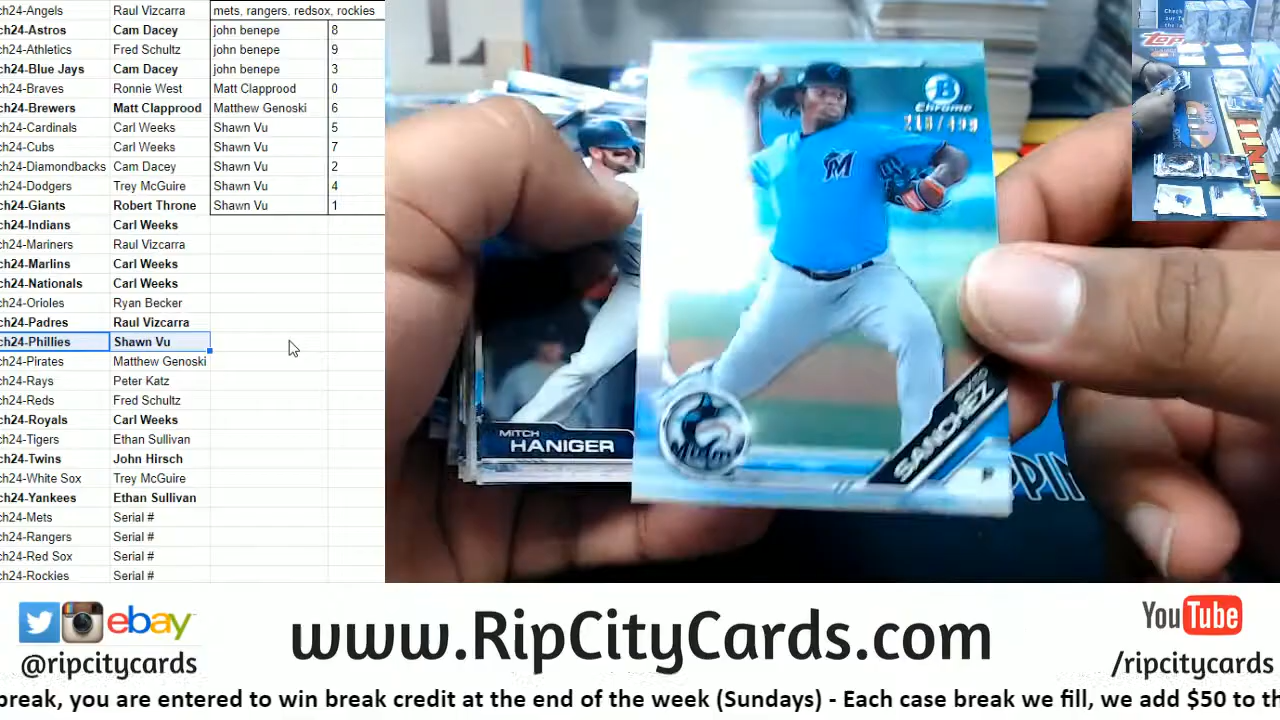 ch24-Angels Raul Vizcarra mets, rangers, redsox, rockies
ch24-Astros Cam Dacey john benepe 8
ch24-Athletics Fred Schultz john benepe 9
ch24-Blue Jays Cam Dacey john benepe 3
ch24-Braves Ronnie West Matt Clapprood 0
ch24-Brewers Matt Clapprood Matthew Genoski 6
ch24-Cardinals Carl Weeks Shawn Vu 5
ch24-Cubs Carl Weeks Shawn Vu 7
ch24-Diamondbacks Cam Dacey Shawn Vu 2
ch24-Dodgers Trey McGuire Shawn Vu 4
ch24-Giants Robert Throne Shawn Vu 1
ch24-Indians Carl Weeks
ch24-Mariners Raul Vizcarra
ch24-Marlins Carl Weeks
ch24-Nationals Carl Weeks
ch24-Orioles Ryan Becker
ch24-Padres Raul Vizcarra
ch24-Phillies Shawn Vu
ch24-Pirates Matthew Genoski
ch24-Rays Peter Katz
ch24-Reds Fred Schultz
ch24-Royals Carl Weeks
ch24-Tigers Ethan Sullivan
ch24-Twins John Hirsch
ch24-White Sox Trey McGuire
ch24-Yankees Ethan Sullivan
ch24-Mets Serial #
ch24-Rangers Serial #
ch24-Red Sox Serial #
ch24-Rockies Serial #
B
Chrome
M
MITCH
HANIGER
SANCHEZ
P
PPIN
Check
Topps
ebay
@ripcitycards
www.RipCityCards.com
YouTube
/ripcitycards
break, you are entered to win break credit at the end of the week (Sundays) - Each case break we fill, we add $50 to th